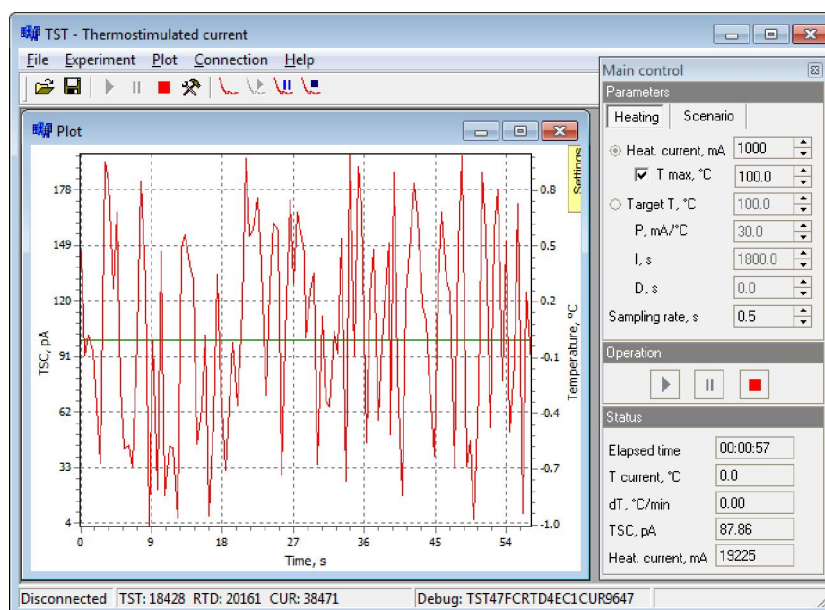 TST - Thermostimulated current
File Experiment Plot Connection Help
Plot
Settings
TSC, pA
178
149
120
91
62
33
4
0.8
0.5
0.2
-0.1
-0.4
-0.7
-1.0
Temperature, °C
0 9 18 27 36 45 54
Time, s
Main control
Parameters
Heating Scenario
Heat. current, mA 1000
T max, °C 100.0
Target T, °C 100.0
P, mA/°C 30.0
I, s 1800.0
D, s 0.0
Sampling rate, s 0.5
Operation
Status
Elapsed time 00:00:57
T current, °C 0.0
dT, °C/min 0.00
TSC, pA 87.86
Heat. current, mA 19225
Disconnected TST: 18428 RTD: 20161 CUR: 38471 Debug: TST47FCRTD4EC1CUR9647